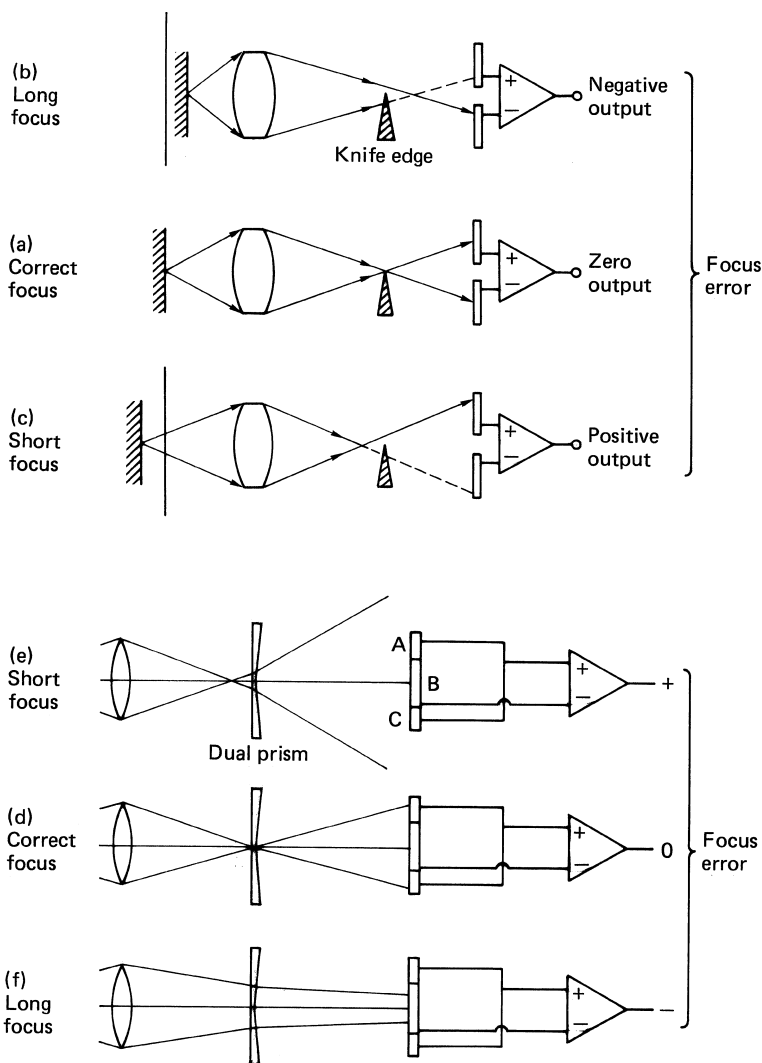 (b)
Long
focus
+
−
Negative
output
Knife edge
(a)
Correct
focus
+
−
Zero
output
Focus
error
(c)
Short
focus
+
−
Positive
output
(e)
Short
focus
A
B
C
+
−
+
Dual prism
(d)
Correct
focus
+
−
0
Focus
error
(f)
Long
focus
+
−
−